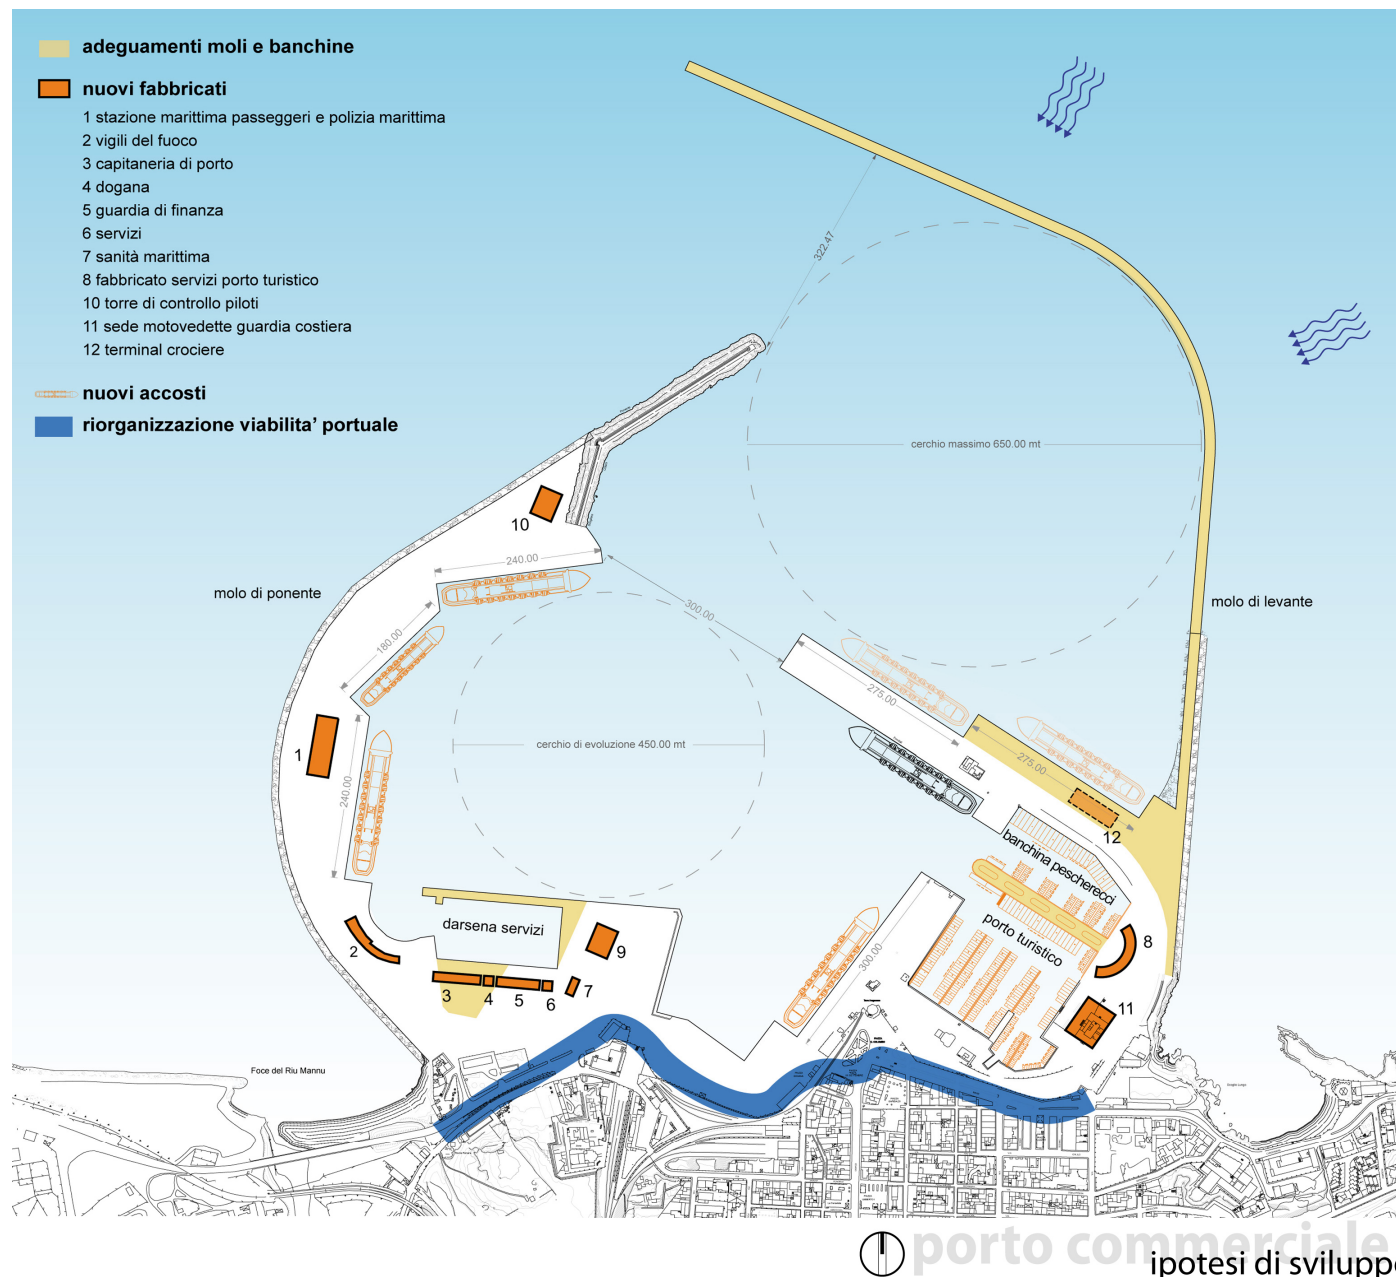 adeguamenti moli e banchine
nuovi fabbricati
1 stazione marittima passeggeri e polizia marittima
2 vigili del fuoco
3 capitaneria di porto
4 dogana
5 guardia di finanza
6 servizi
7 sanità marittima
8 fabbricato servizi porto turistico
10 torre di controllo piloti
11 sede motovedette guardia costiera
12 terminal crociere
nuovi accosti
riorganizzazione viabilita' portuale
322.47
cerchio massimo 650.00 mt
10
240.00
molo di ponente
molo di levante
300.00
180.00
275.00
1
cerchio di evoluzione 450.00 mt
275.00
240.00
12
banchina pescherecci
darsena servizi
porto turistico
2
9
8
300.00
3
4
5
6
7
11
Foce del Riu Mannu
porto commerciale
ipotesi di svilupp